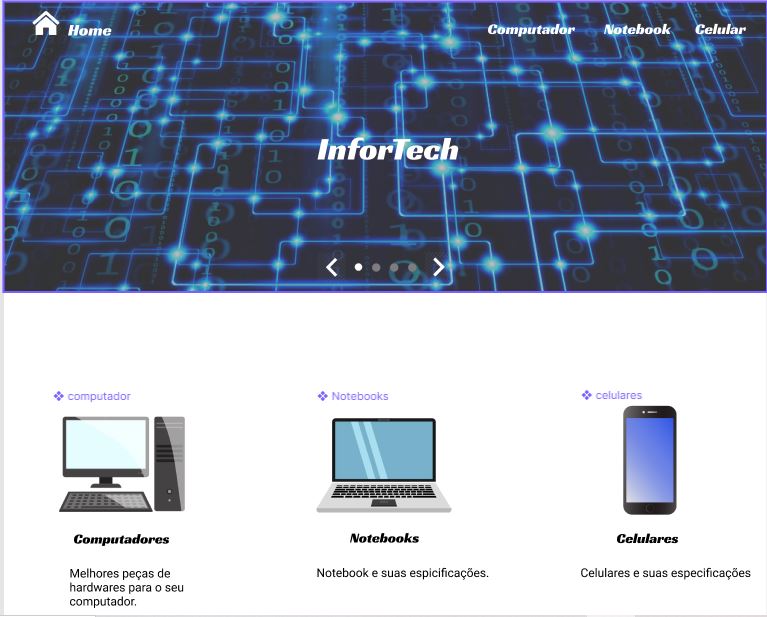 Home
Computador Notebook Celular
InforTech
computador
Notebooks
celulares
Computadores
Notebooks
Celulares
Melhores peças de
hardwares para o seu
computador.
Notebook e suas espicificações.
Celulares e suas especificações